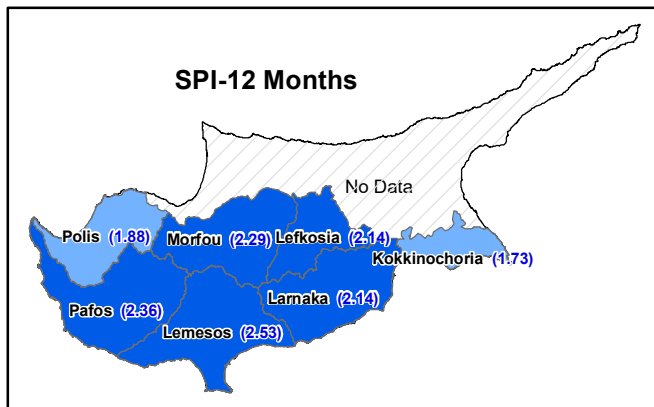 SPI-12 Months
No Data
Polis (1.88)
Morfou (2.29)
Lefkosia (2.14)
Kokkinochoria (1.73)
Pafos (2.36)
Larnaka (2.14)
Lemesos (2.53)